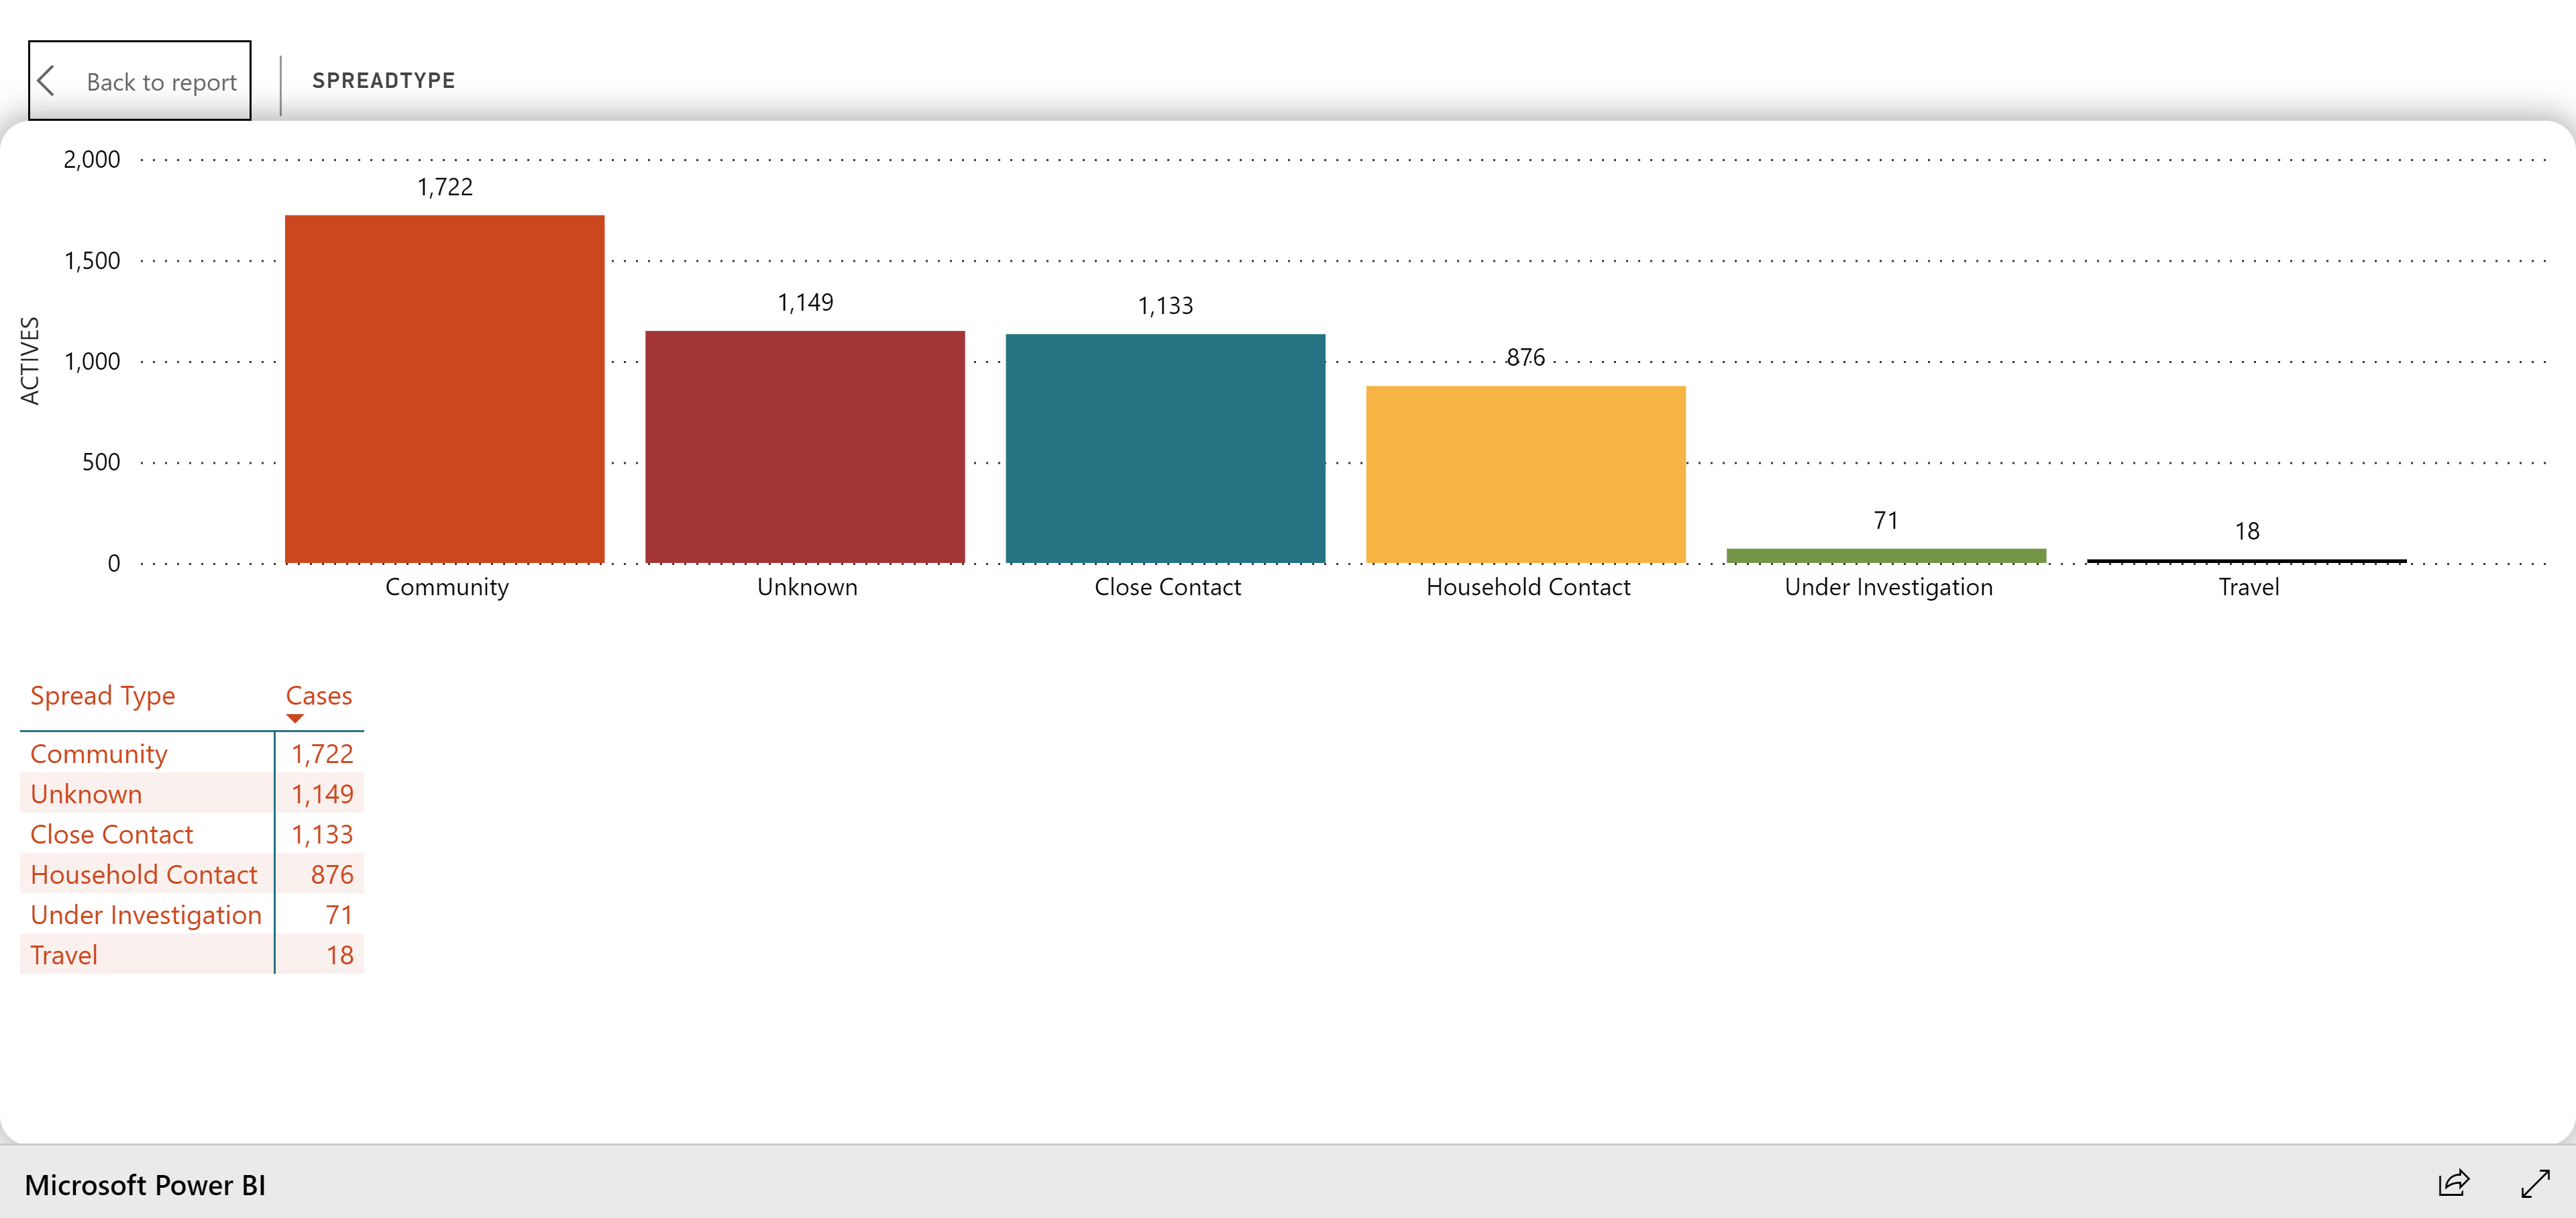 Back to report
SPREADTYPE
ACTIVES
2,000
1,500
1,000
500
0
1,722
1,149
1,133
876
71
18
Community
Unknown
Close Contact
Household Contact
Under Investigation
Travel
Spread Type Cases
Community 1,722
Unknown 1,149
Close Contact 1,133
Household Contact 876
Under Investigation 71
Travel 18
Microsoft Power BI